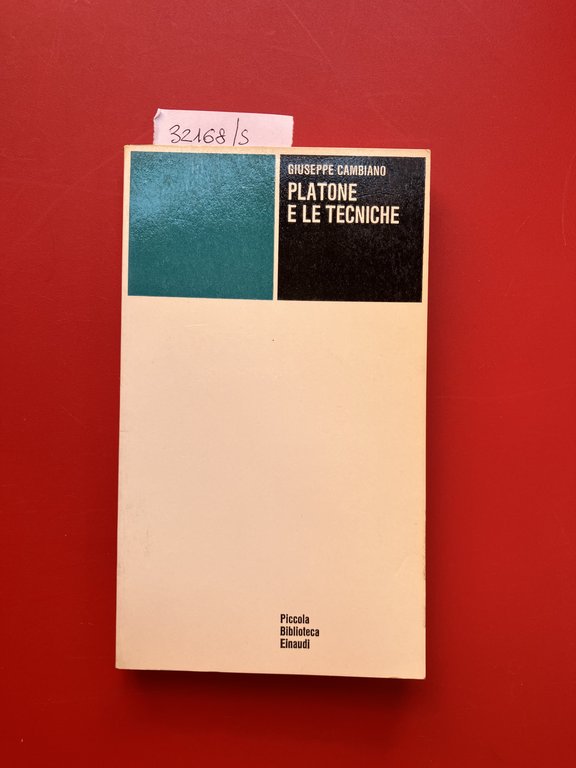 32168/s
GIUSEPPE CAMBIANO
PLATONE
E LE TECNICHE
Piccola
Biblioteca
Einaudi